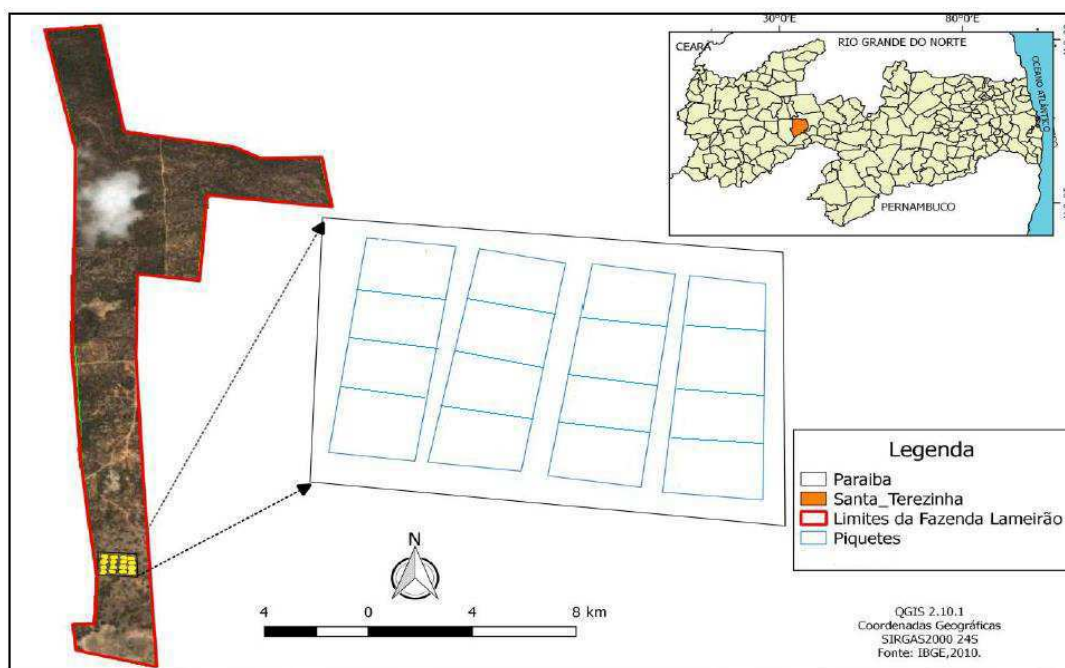 30°0'E
80°0'E
CEARÁ
RIO GRANDE DO NORTE
OCEANO ATLÂNTICO
PERNAMBUCO
Legenda
Paraiba
Santa_Terezinha
Limites da Fazenda Lameirão
Piquetes
N
4 0 4 8 km
QGIS 2.10.1
Coordenadas Geográficas
SIRGAS2000 24S
Fonte: IBGE,2010.